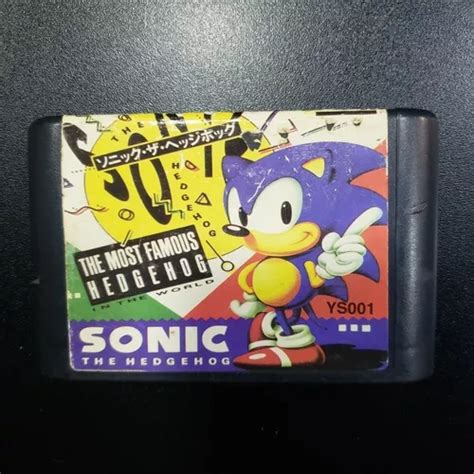 THE
ソニック・ザ・ヘッジホッグ
HEDGEHOG
THE MOST FAMOUS
HEDGEHOG
IN THE WORLD
YS001
SONIC
THE HEDGEHOG